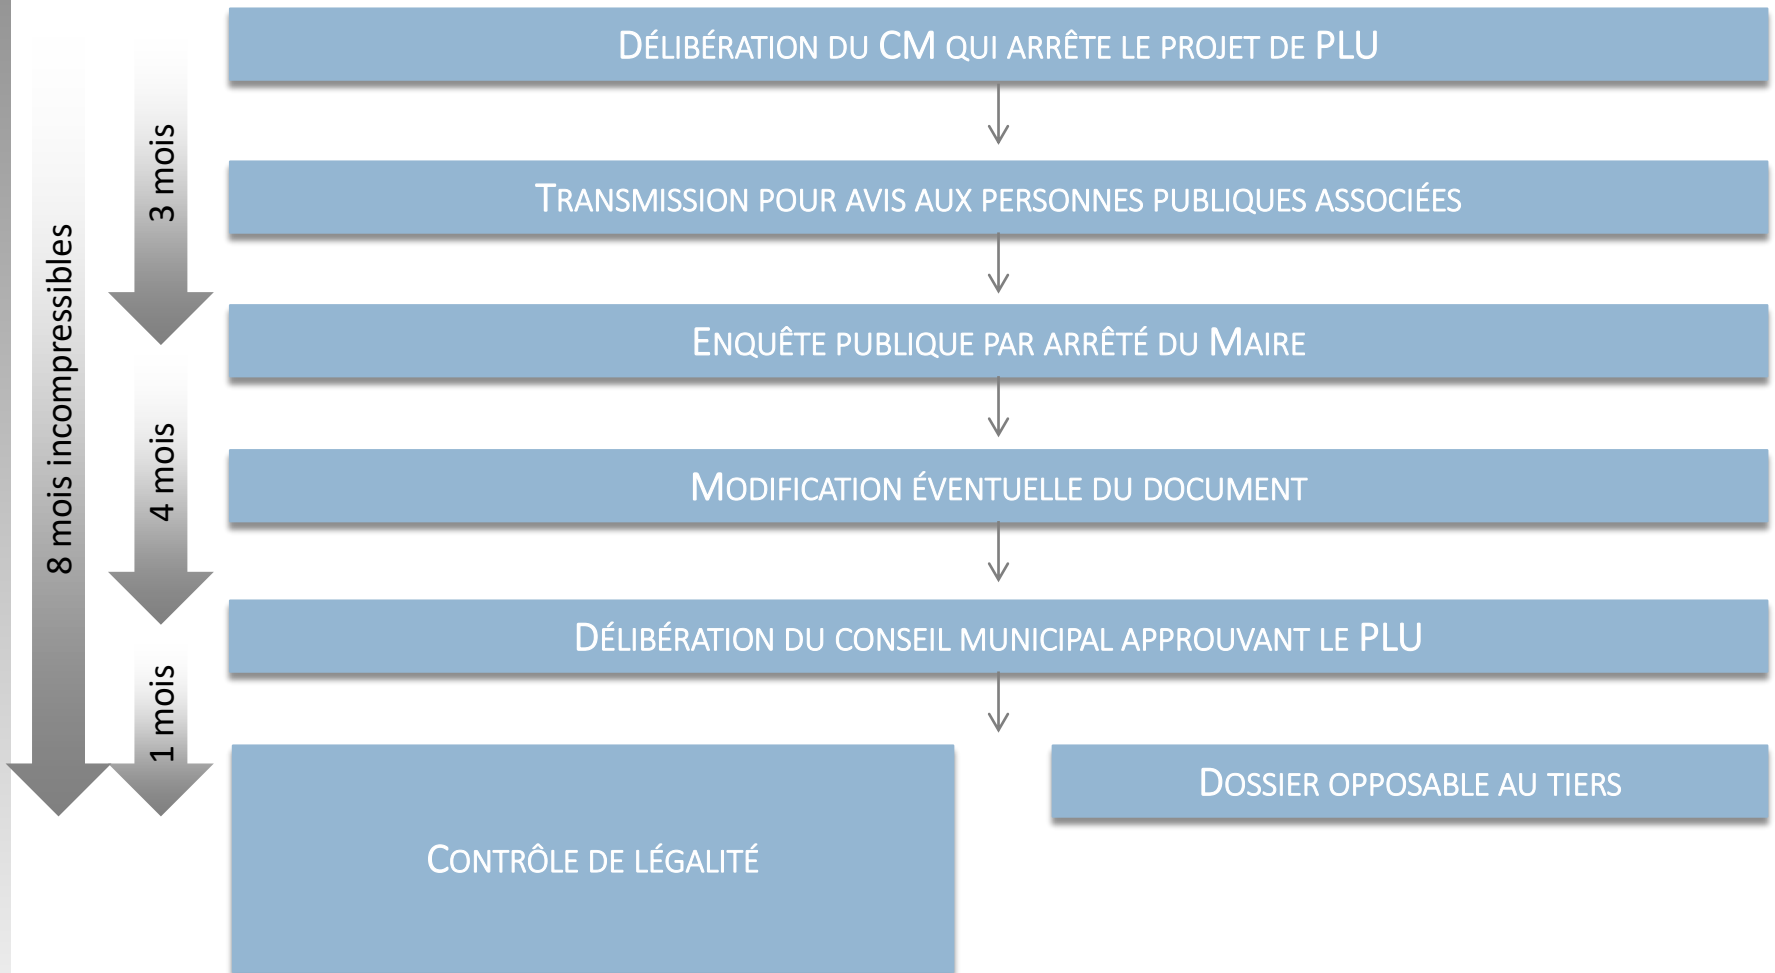 DÉLIBÉRATION DU CM QUI ARRÊTE LE PROJET DE PLU
3 mois
TRANSMISSION POUR AVIS AUX PERSONNES PUBLIQUES ASSOCIÉES
8 mois incompressibles
ENQUÊTE PUBLIQUE PAR ARRÊTÉ DU MAIRE
4 mois
MODIFICATION ÉVENTUELLE DU DOCUMENT
DÉLIBÉRATION DU CONSEIL MUNICIPAL APPROUVANT LE PLU
1 mois
DOSSIER OPPOSABLE AU TIERS
CONTRÔLE DE LÉGALITÉ